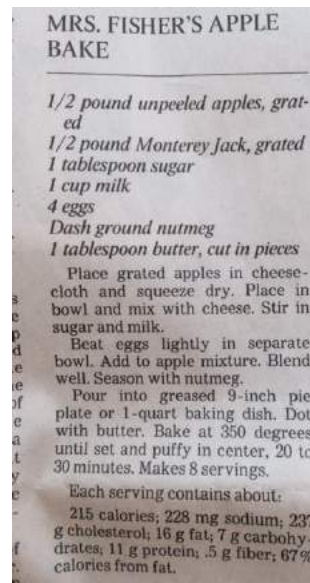 MRS. FISHER'S APPLE
BAKE
1/2 pound unpeeled apples, grat-
ed
1/2 pound Monterey Jack, grated
1 tablespoon sugar
1 cup milk
4 eggs
Dash ground nutmeg
1 tablespoon butter, cut in pieces
Place grated apples in cheese-
cloth and squeeze dry. Place in
bowl and mix with cheese. Stir in
sugar and milk.
Beat eggs lightly in separate
bowl. Add to apple mixture. Blend
well. Season with nutmeg.
Pour into greased 9-inch pie
plate or 1-quart baking dish. Dot
with butter. Bake at 350 degrees
until set and puffy in center, 20 to
30 minutes. Makes 8 servings.
Each serving contains about:
215 calories; 228 mg sodium; 237
g cholesterol; 16 g fat; 7 g carbohy-
drates; 11 g protein; .5 g fiber; 67%
calories from fat.